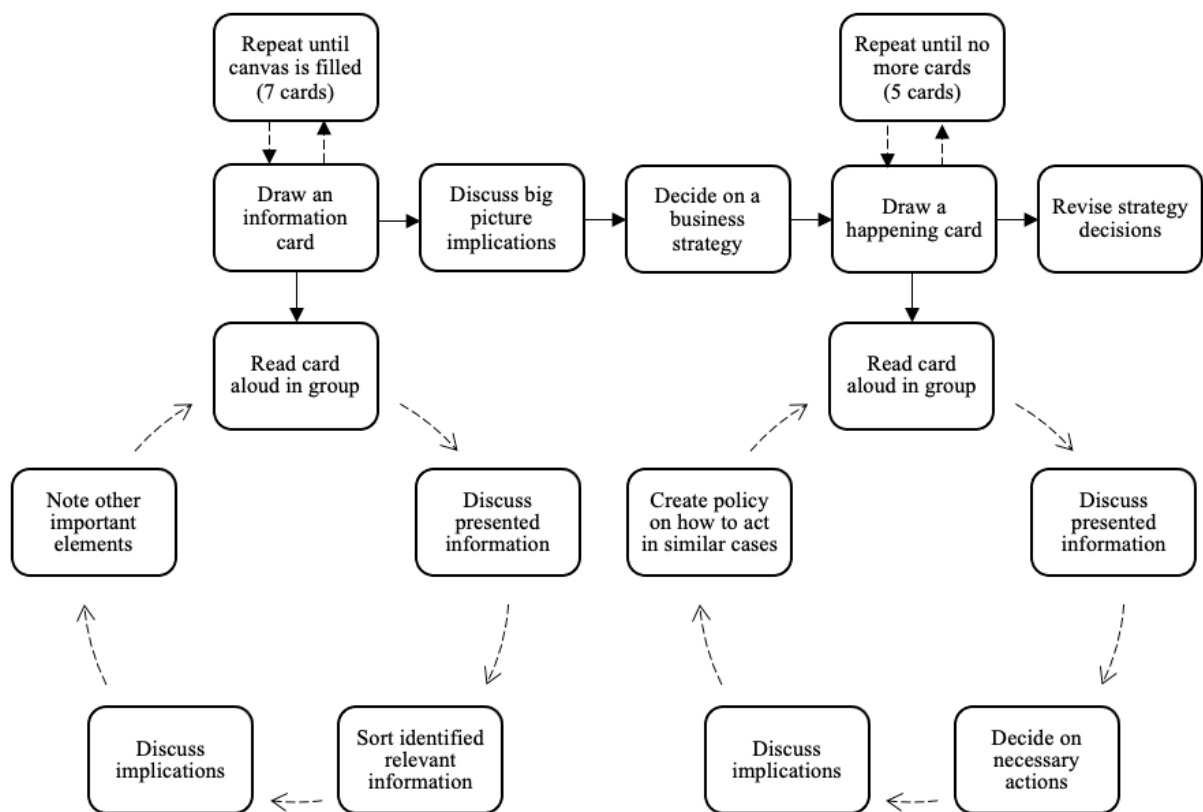 Repeat until
canvas is filled
(7 cards)
Repeat until no
more cards
(5 cards)
Draw an
information
card
Discuss big
picture
implications
Decide on a
business
strategy
Draw a
happening card
Revise strategy
decisions
Read card
aloud in group
Read card
aloud in group
Note other
important
elements
Discuss
presented
information
Create policy
on how to act
in similar cases
Discuss
presented
information
Discuss
implications
Sort identified
relevant
information
Discuss
implications
Decide on
necessary
actions